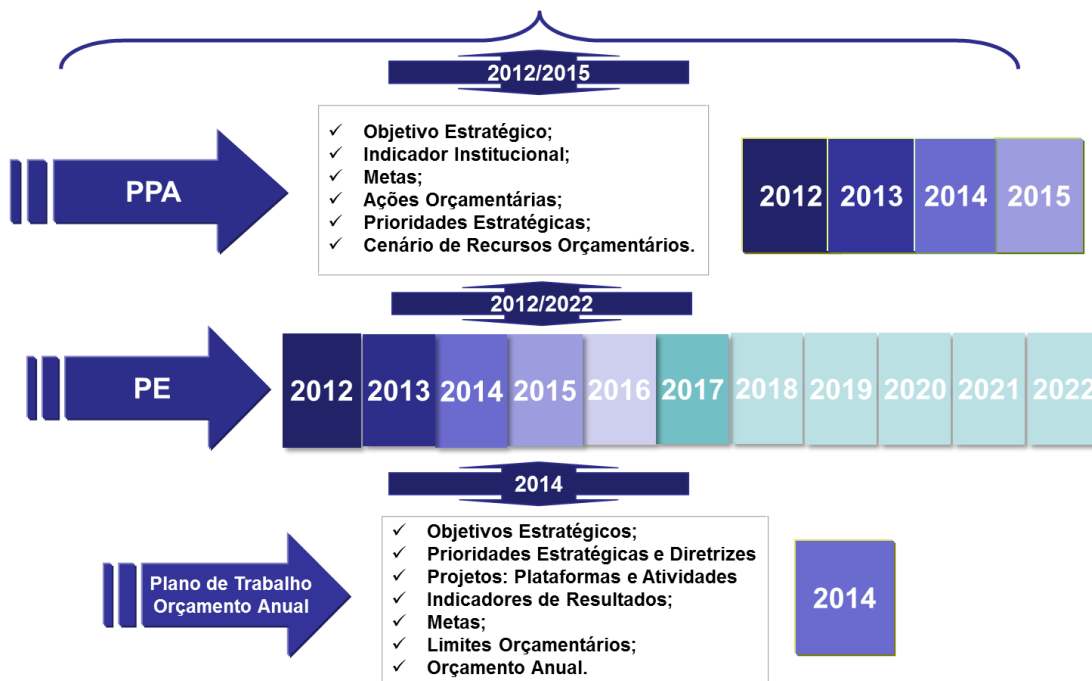 2012/2015
PPA
✓ Objetivo Estratégico;
✓ Indicador Institucional;
✓ Metas;
✓ Ações Orçamentárias;
✓ Prioridades Estratégicas;
✓ Cenário de Recursos Orçamentários.
2012 2013 2014 2015
2012/2022
PE
2012 2013 2014 2015 2016 2017 2018 2019 2020 2021 2022
2014
Plano de Trabalho
Orçamento Anual
✓ Objetivos Estratégicos;
✓ Prioridades Estratégicas e Diretrizes
✓ Projetos: Plataformas e Atividades
✓ Indicadores de Resultados;
✓ Metas;
✓ Limites Orçamentários;
✓ Orçamento Anual.
2014